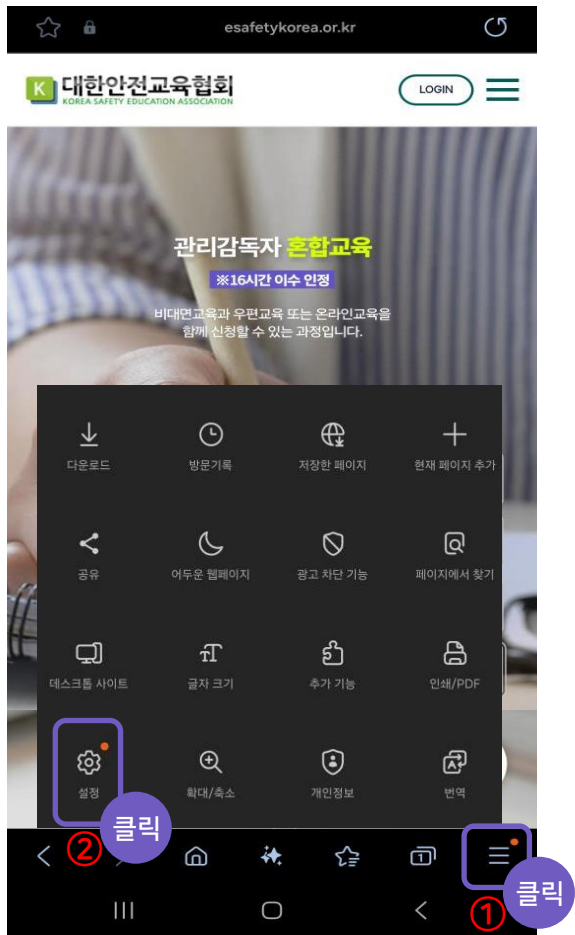 esafetykorea.or.kr
K 대한안전교육협회
KOREA SAFETY EDUCATION ASSOCIATION
LOGIN
관리감독자 혼합교육
※16시간 이수 인정
비대면교육과 우편교육 또는 온라인교육을
함께 신청할 수 있는 과정입니다.
다운로드 방문기록 저장한 페이지 현재 페이지 추가
공유 어두운 웹페이지 광고 차단 기능 페이지에서 찾기
데스크톱 사이트 글자 크기 추가 기능 인쇄/PDF
설정 확대/축소 개인정보 번역
클릭
②
1
클릭
①